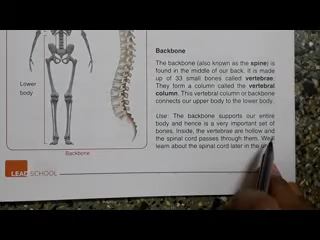 Backbone
The backbone (also known as the spine) is
found in the middle of our back. It is made
up of 33 small bones called vertebrae.
They form a column called the vertebral
column. This vertebral column or backbone
connects our upper body to the lower body.
Use: The backbone supports our entire
body and hence is a very important set of
bones. Inside, the vertebrae are hollow and
the spinal cord passes through them. We'll
learn about the spinal cord later in the
Lower
body
Backbone
LEAD SCHOOL